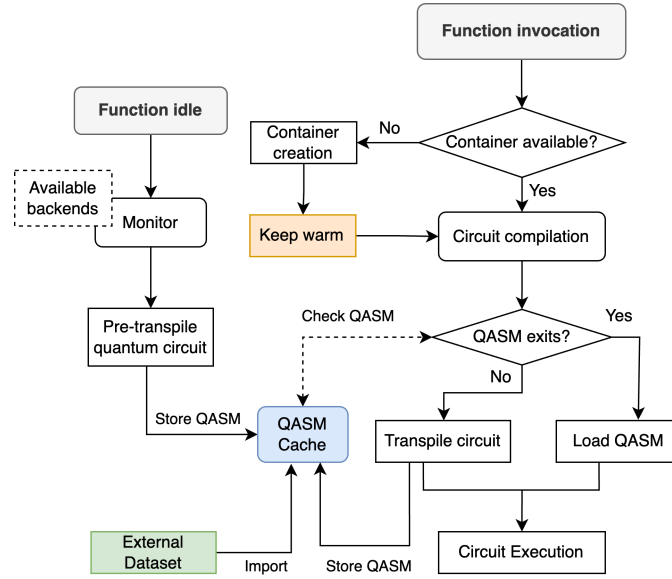 Function invocation
Function idle
Container
creation
No
Container available?
Available
backends
Monitor
Yes
Keep warm
Circuit compilation
Check QASM
Yes
Pre-transpile
quantum circuit
QASM exits?
No
Store QASM
QASM
Cache
Transpile circuit
Load QASM
External
Dataset
Import
Store QASM
Circuit Execution